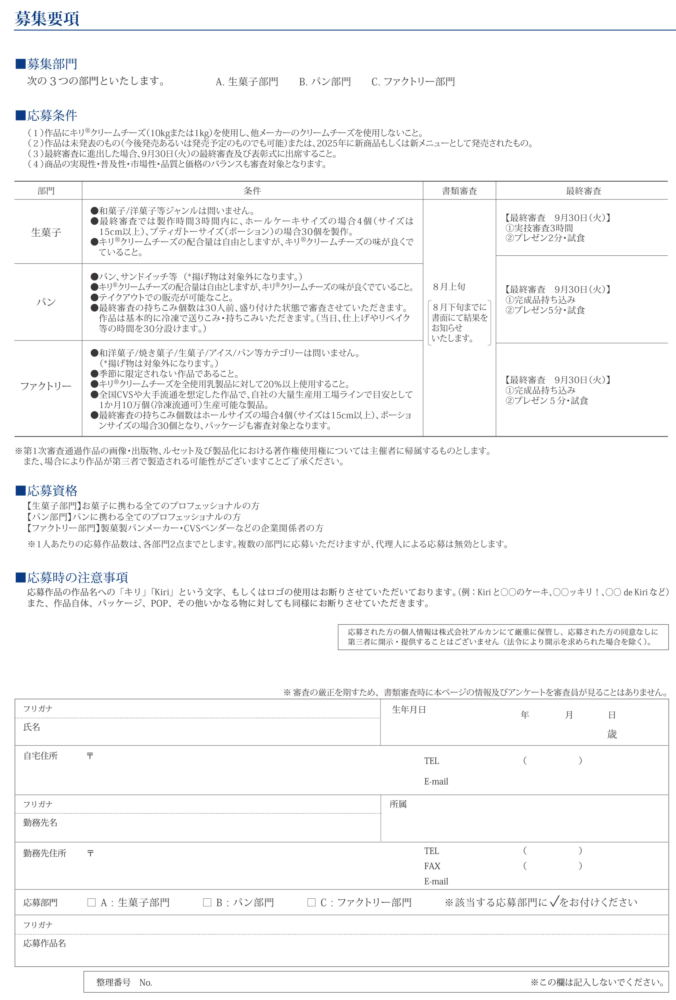 募集要項
■募集部門
次の３つの部門といたします。　A. 生菓子部門　B. パン部門　C. ファクトリー部門
■応募条件
（１）作品にキリ®クリームチーズ（10kgまたは1kg）を使用し、他メーカーのクリームチーズを使用しないこと。
（２）作品は未発表のもの（今後発売あるいは発売予定のものでも可能）または、2025年に新商品もしくは新メニューとして発売されたもの。
（３）最終審査に進出した場合、9月30日（火）の最終審査及び表彰式に出席すること。
（４）商品の実現性・普及性・市場性・品質と価格のバランスも審査対象となります。
部門　条件　書類審査　最終審査
生菓子
●和菓子/洋菓子等ジャンルは問いません。
●最終審査では製作時間3時間内に、ホールケーキサイズの場合4個（サイズは
15cm以上）、プティガトーサイズ（ポーション）の場合30個を製作。
●キリ®クリームチーズの配合量は自由としますが、キリ®クリームチーズの味が良くで
ていること。
【最終審査　9月30日（火）】
①実技審査3時間
②プレゼン2分・試食
パン
●パン、サンドイッチ等（*揚げ物は対象外になります。）
●キリ®クリームチーズの配合量は自由としますが、キリ®クリームチーズの味が良くでていること。
●テイクアウトでの販売が可能なこと。
●最終審査の持ちこみ個数は30人前、盛り付けた状態で審査させていただきます。
作品は基本的に冷凍で送りこみ・持ちこみいただきます。（当日、仕上げやリベイク
等の時間を30分設けます。）
８月上旬
８月下旬までに
書面にて結果を
お知らせ
いたします。
【最終審査　9月30日（火）】
①完成品持ち込み
②プレゼン5分・試食
ファクトリー
●和洋菓子/焼き菓子/生菓子/アイス/パン等カテゴリーは問いません。
（*揚げ物は対象外になります。）
●季節に限定されない作品であること。
●キリ®クリームチーズを全使用乳製品に対して20%以上使用すること。
●全国CVSや大手流通を想定した作品で、自社の大量生産用工場ラインで目安として
1か月10万個（冷凍流通可）生産可能な製品。
●最終審査の持ちこみ個数はホールサイズの場合4個（サイズは15cm以上）、ポーショ
ンサイズの場合30個となり、パッケージも審査対象となります。
【最終審査　9月30日（火）】
①完成品持ち込み
②プレゼン５分・試食
※第1次審査通過作品の画像・出版物、ルセット及び製品化における著作権使用権については主催者に帰属するものとします。
また、場合により作品が第三者で製造される可能性がございますことご了承ください。
■応募資格
【生菓子部門】お菓子に携わる全てのプロフェッショナルの方
【パン部門】パンに携わる全てのプロフェッショナルの方
【ファクトリー部門】製菓製パンメーカー・CVSベンダーなどの企業関係者の方
※1人あたりの応募作品数は、各部門2点までとします。複数の部門に応募いただけますが、代理人による応募は無効とします。
■応募時の注意事項
応募作品の作品名への「キリ」「Kiri」という文字、もしくはロゴの使用はお断りさせていただいております。（例：Kiri と〇〇のケーキ、〇〇ッキリ！、〇〇 de Kiri など）
また、作品自体、パッケージ、POP、その他いかなる物に対しても同様にお断りさせていただきます。
応募された方の個人情報は株式会社アルカンにて厳重に保管し、応募された方の同意なしに
第三者に開示・提供することはございません（法令により開示を求められた場合を除く）。
※ 審査の厳正を期すため、書類審査時に本ページの情報及びアンケートを審査員が見ることはありません。
フリガナ
氏名
生年月日　年　月　日
歳
自宅住所　〒
TEL　（　）
E-mail
フリガナ
勤務先名
所属
勤務先住所　〒
TEL　（　）
FAX　（　）
E-mail
応募部門　□ A：生菓子部門　□ B：パン部門　□ C：ファクトリー部門　※該当する応募部門に✓をお付けください
フリガナ
応募作品名
整理番号　No.　※この欄は記入しないでください。